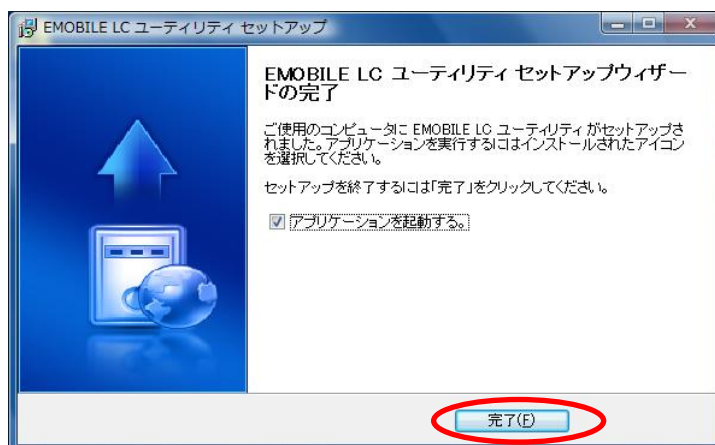 EMOBILE LC ユーティリティ セットアップ
EMOBILE LC ユーティリティ セットアップウィザー
ドの完了
ご使用のコンピュータに EMOBILE LC ユーティリティ がセットアップさ
れました。アプリケーションを実行するにはインストールされたアイコン
を選択してください。
セットアップを終了するには「完了」をクリックしてください。
アプリケーションを起動する。
完了(F)